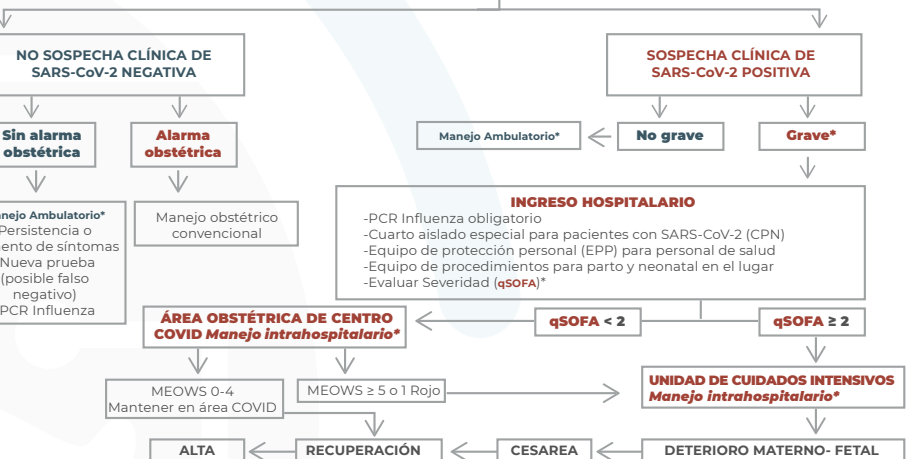 NO SOSPECHA CLÍNICA DE
SARS-CoV-2 NEGATIVA
SOSPECHA CLÍNICA DE
SARS-CoV-2 POSITIVA
Sin alarma
obstétrica
Alarma
obstétrica
Manejo Ambulatorio*
No grave
Grave*
Ambulatorio*
Persistencia o
de síntomas
Nueva prueba
(posible falso
negativo)
PCR Influenza
Manejo obstétrico
convencional
INGRESO HOSPITALARIO
-PCR Influenza obligatorio
-Cuarto aislado especial para pacientes con SARS-CoV-2 (CPN)
-Equipo de protección personal (EPP) para personal de salud
-Equipo de procedimientos para parto y neonatal en el lugar
-Evaluar Severidad (qSOFA)*
ÁREA OBSTÉTRICA DE CENTRO
COVID Manejo intrahospitalario*
qSOFA < 2
qSOFA ≥ 2
MEOWS 0-4
Mantener en área COVID
MEOWS ≥ 5 o 1 Rojo
UNIDAD DE CUIDADOS INTENSIVOS
Manejo intrahospitalario*
ALTA
RECUPERACIÓN
CESAREA
DETERIORO MATERNO- FETAL